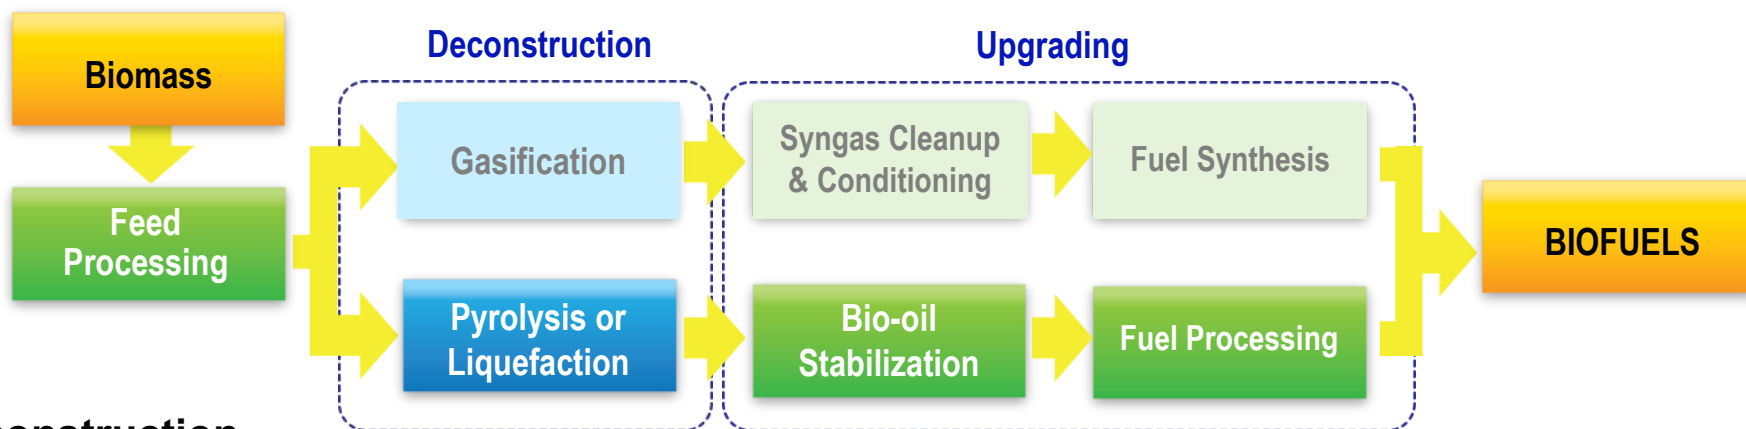 Deconstruction
Upgrading
Biomass
Gasification
Syngas Cleanup
& Conditioning
Fuel Synthesis
Feed
Processing
BIOFUELS
Pyrolysis or
Liquefaction
Bio-oil
Stabilization
Fuel Processing